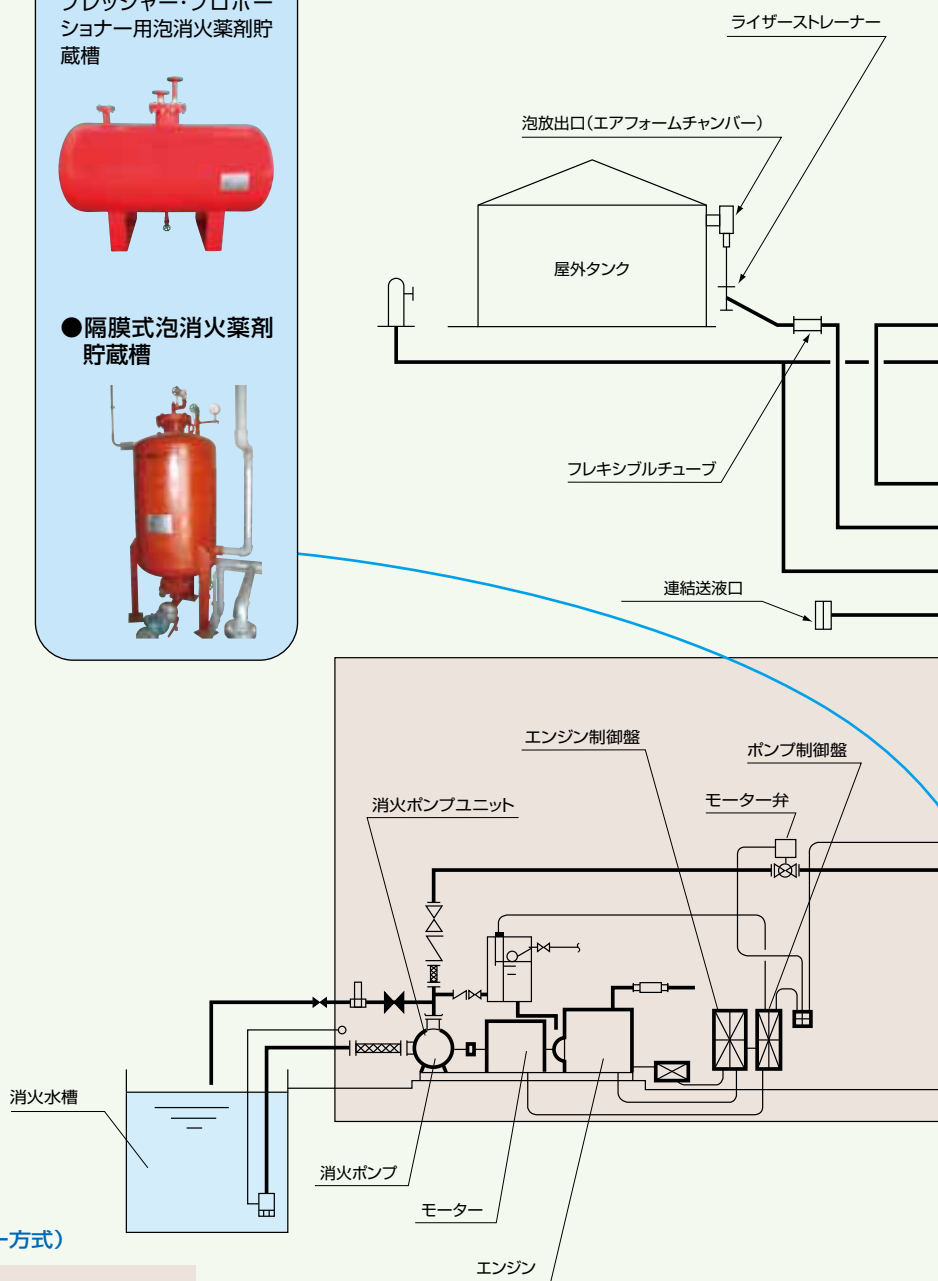 プレッシャー・プロポー
ショナー用泡消火薬剤貯
蔵槽
●隔膜式泡消火薬剤
貯蔵槽
ライザーストレーナー
泡放出口（エアフォームチャンバー）
屋外タンク
フレキシブルチューブ
連結送液口
エンジン制御盤
ポンプ制御盤
モーター弁
消火ポンプユニット
消火水槽
消火ポンプ
モーター
エンジン
ー方式）